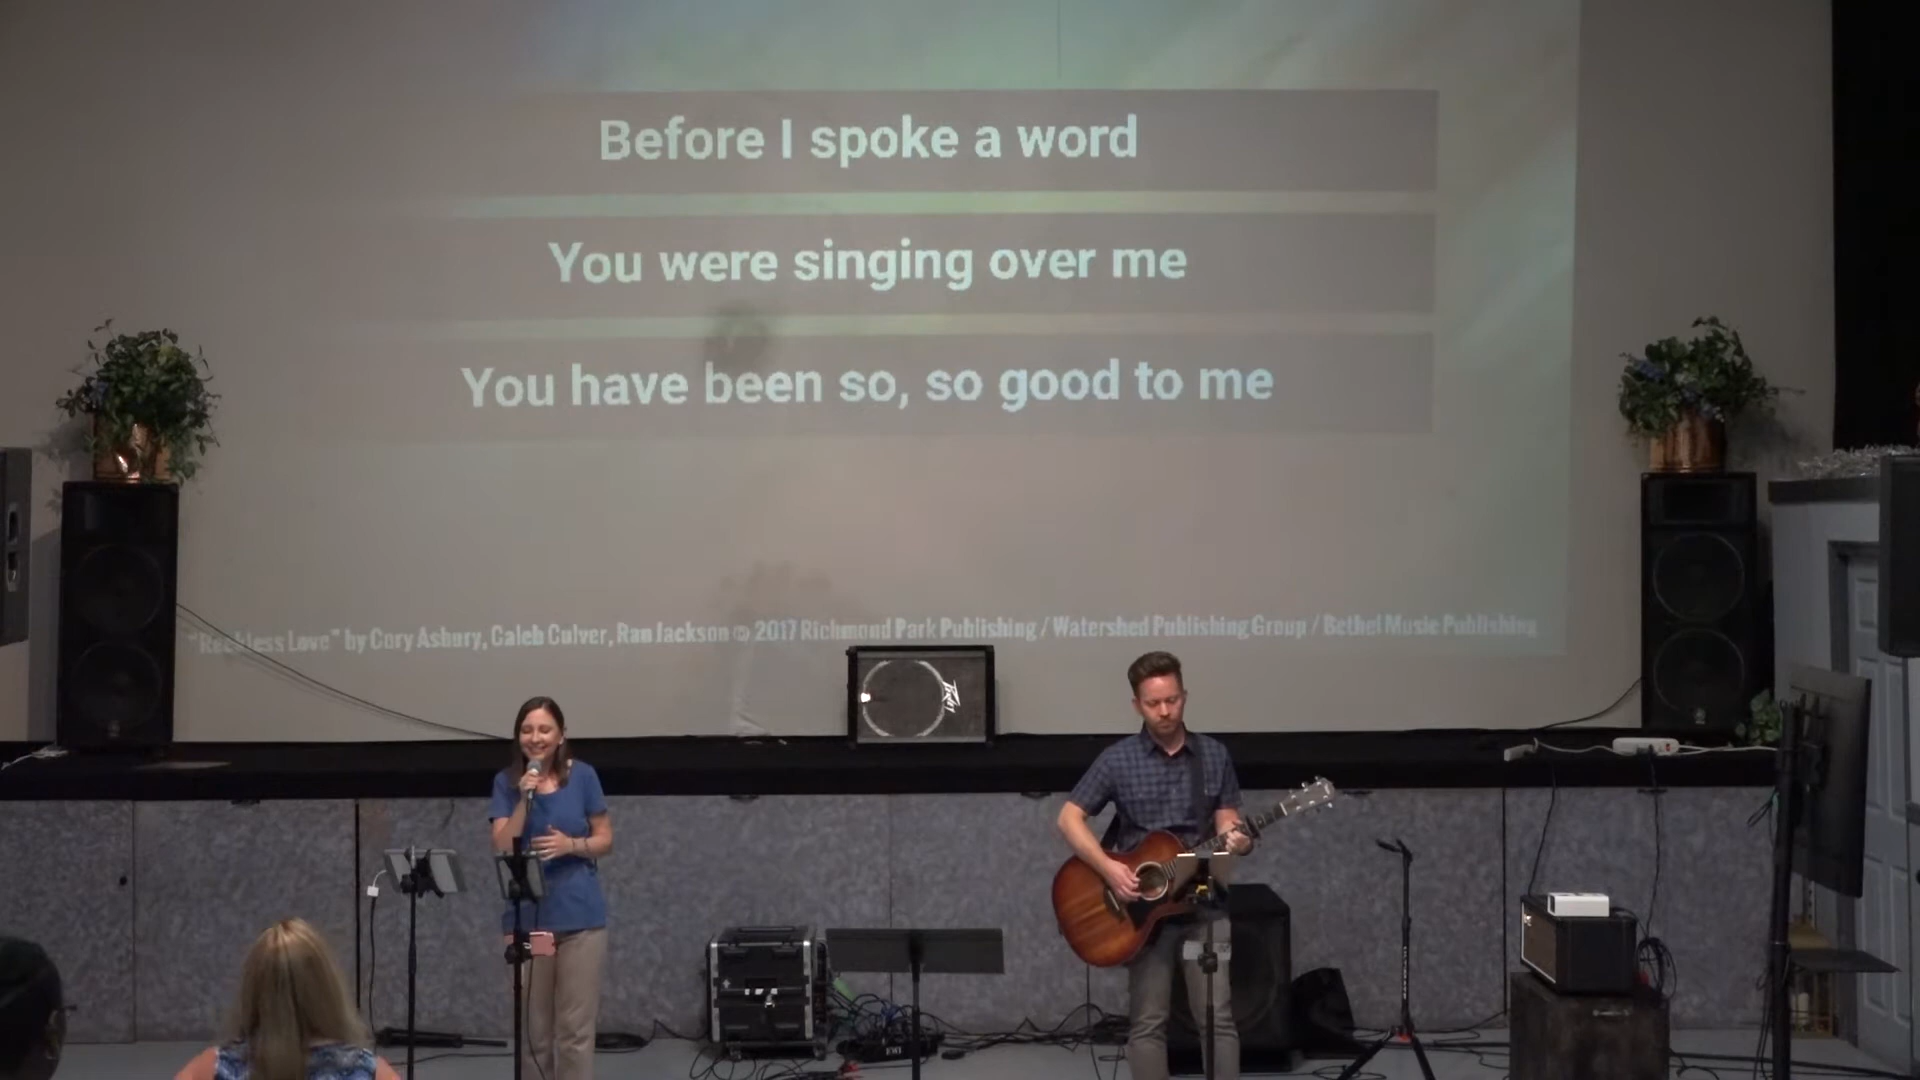 Before I spoke a word
You were singing over me
You have been so, so good to me
"Reckless Love" by Cory Asbury, Caleb Culver, Ran Jackson © 2017 Richmond Park Publishing / Watershed Publishing Group / Bethel Music Publishing
Peavey